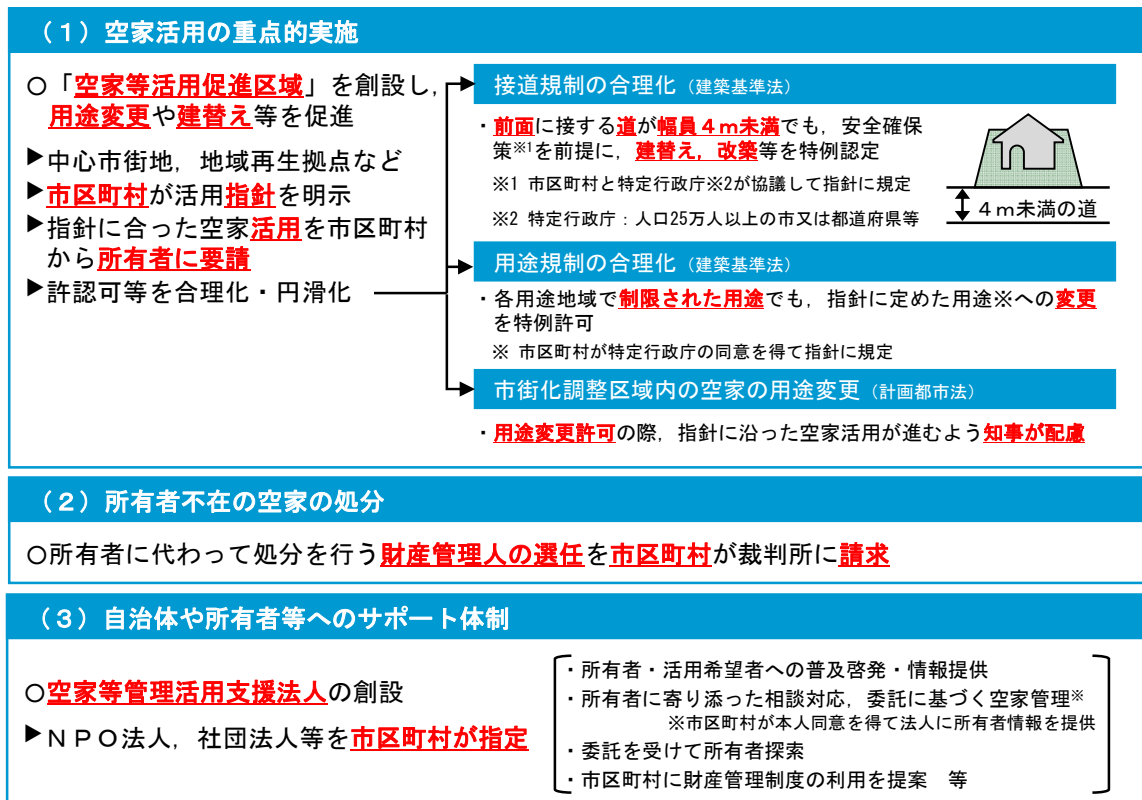 (1)空家活用の重点的実施
○「空家等活用促進区域」を創設し,
用途変更や建替え等を促進
▶中心市街地,地域再生拠点など
▶市区町村が活用指針を明示
▶指針に合った空家活用を市区町村
から所有者に要請
▶許認可等を合理化・円滑化
接道規制の合理化(建築基準法)
・前面に接する道が幅員4m未満でも,安全確保
策※1を前提に,建替え,改築等を特例認定
※1 市区町村と特定行政庁※2が協議して指針に規定
※2 特定行政庁:人口25万人以上の市又は都道府県等
4m未満の道
用途規制の合理化(建築基準法)
・各用途地域で制限された用途でも,指針に定めた用途※への変更
を特例許可
※ 市区町村が特定行政庁の同意を得て指針に規定
市街化調整区域内の空家の用途変更(計画都市法)
・用途変更許可の際,指針に沿った空家活用が進むよう知事が配慮
(2)所有者不在の空家の処分
○所有者に代わって処分を行う財産管理人の選任を市区町村が裁判所に請求
(3)自治体や所有者等へのサポート体制
○空家等管理活用支援法人の創設
▶NPO法人,社団法人等を市区町村が指定
・所有者・活用希望者への普及啓発・情報提供
・所有者に寄り添った相談対応,委託に基づく空家管理※
※市区町村が本人同意を得て法人に所有者情報を提供
・委託を受けて所有者探索
・市区町村に財産管理制度の利用を提案 等